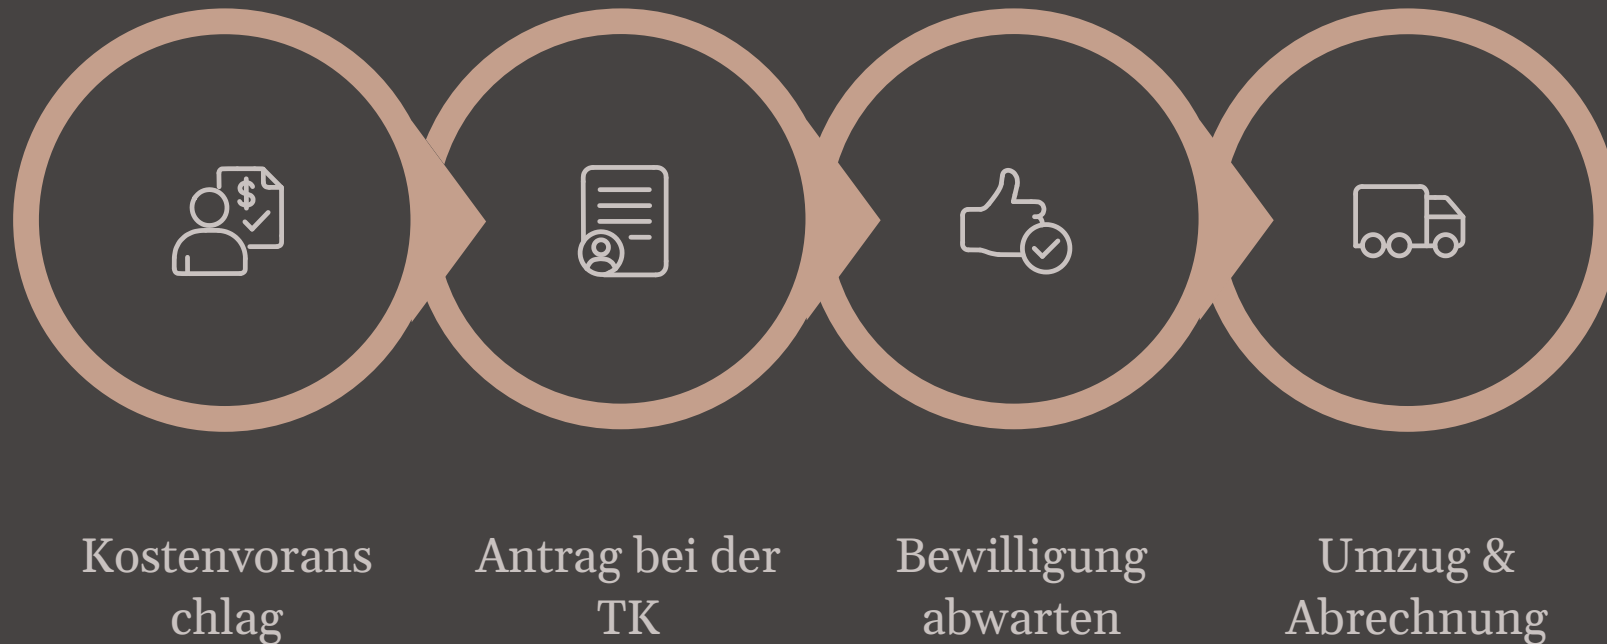 $
Kostenvorans
chlag
Antrag bei der
TK
Bewilligung
abwarten
Umzug &
Abrechnung